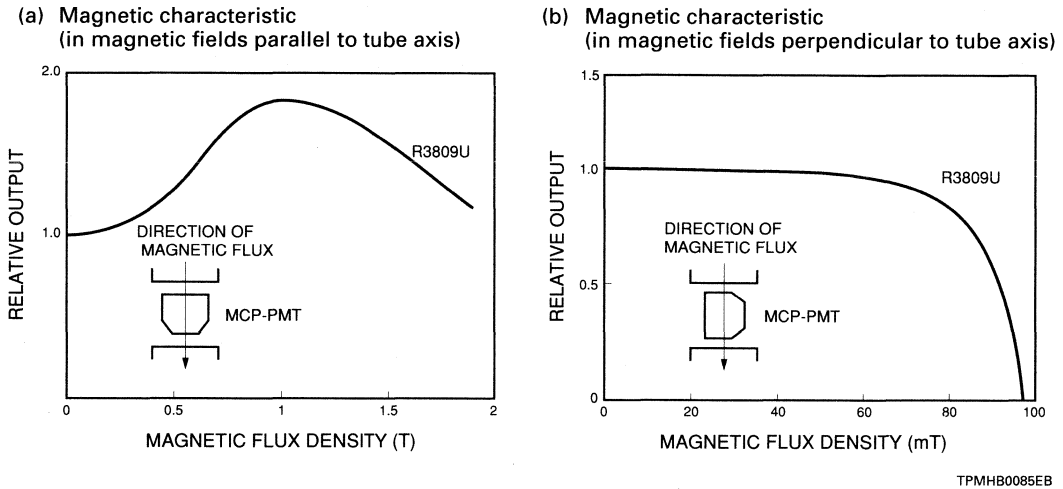 (a) Magnetic characteristic
(in magnetic fields parallel to tube axis)
2.0
1.0
RELATIVE OUTPUT
R3809U
DIRECTION OF
MAGNETIC FLUX
MCP-PMT
0 0.5 1 1.5 2
MAGNETIC FLUX DENSITY (T)
(b) Magnetic characteristic
(in magnetic fields perpendicular to tube axis)
1.5
1.0
0.5
0
RELATIVE OUTPUT
R3809U
DIRECTION OF
MAGNETIC FLUX
MCP-PMT
0 20 40 60 80 100
MAGNETIC FLUX DENSITY (mT)
TPMHB0085EB